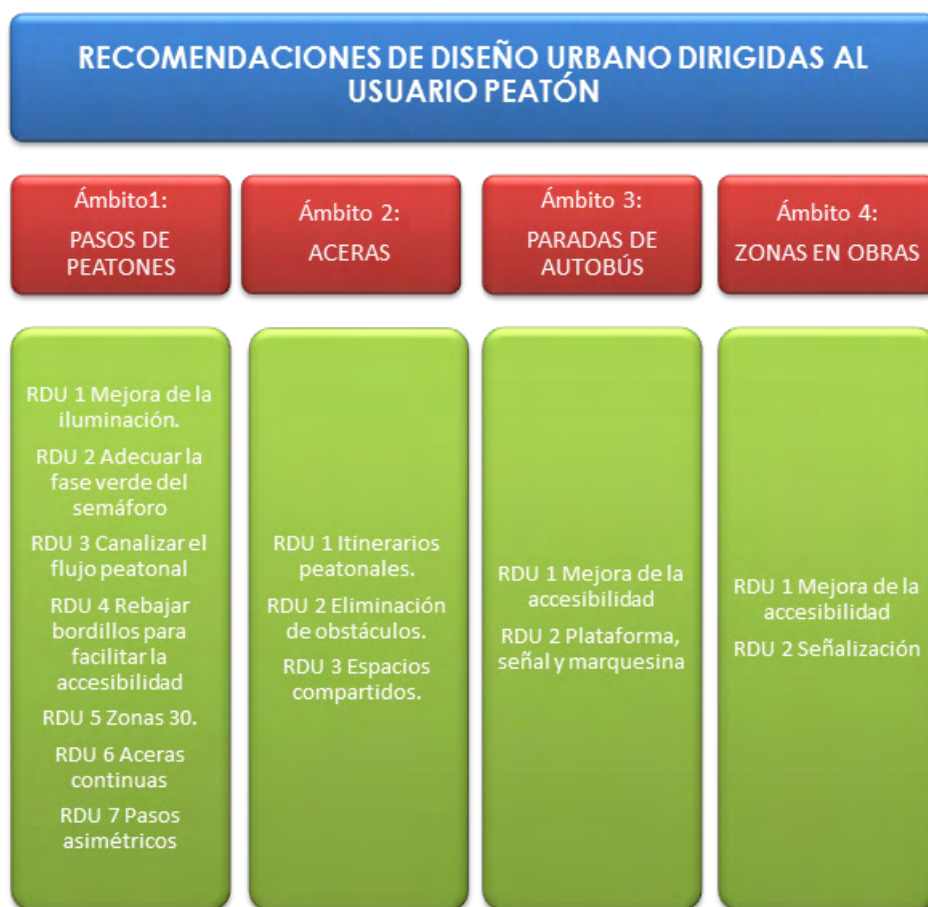 RECOMENDACIONES DE DISEÑO URBANO DIRIGIDAS AL
USUARIO PEATÓN
Ámbito1:
PASOS DE
PEATONES
Ámbito 2:
ACERAS
Ámbito 3:
PARADAS DE
AUTOBÚS
Ámbito 4:
ZONAS EN OBRAS
RDU 1 Mejora de la
iluminación.
RDU 2 Adecuar la
fase verde del
semáforo
RDU 3 Canalizar el
flujo peatonal
RDU 4 Rebajar
bordillos para
facilitar la
accesibilidad
RDU 5 Zonas 30.
RDU 6 Aceras
continuas
RDU 7 Pasos
asimétricos
RDU 1 Itinerarios
peatonales.
RDU 2 Eliminación
de obstáculos.
RDU 3 Espacios
compartidos.
RDU 1 Mejora de la
accesibilidad
RDU 2 Plataforma,
señal y marquesina
RDU 1 Mejora de la
accesibilidad
RDU 2 Señalización